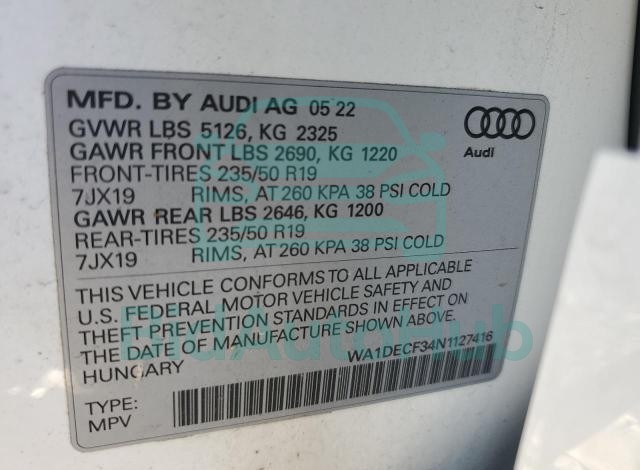 MFD. BY AUDI AG 05 22
GVWR LBS 5126, KG 2325
GAWR FRONT LBS 2690, KG 1220
FRONT-TIRES 235/50 R19
7JX19 RIMS, AT 260 KPA 38 PSI COLD
GAWR REAR LBS 2646, KG 1200
REAR-TIRES 235/50 R19
7JX19 RIMS, AT 260 KPA 38 PSI COLD
Audi
THIS VEHICLE CONFORMS TO ALL APPLICABLE
U.S. FEDERAL MOTOR VEHICLE SAFETY AND
THEFT PREVENTION STANDARDS IN EFFECT ON
THE DATE OF MANUFACTURE SHOWN ABOVE.
HUNGARY
WA1DECF34N1127416
TYPE:
MPV
BidAutoHub